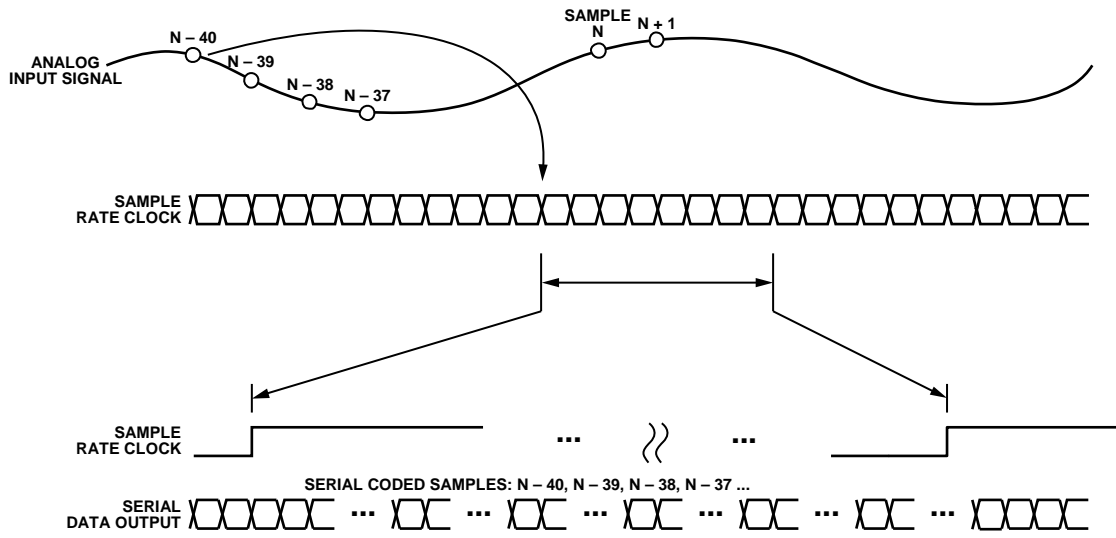 SAMPLE
N
N + 1
N – 40
N – 39
N – 38
N – 37
ANALOG
INPUT SIGNAL
SAMPLE
RATE CLOCK
SAMPLE
RATE CLOCK
...
...
SERIAL CODED SAMPLES: N – 40, N – 39, N – 38, N – 37 ...
SERIAL
DATA OUTPUT
... ... ... ... ... ...